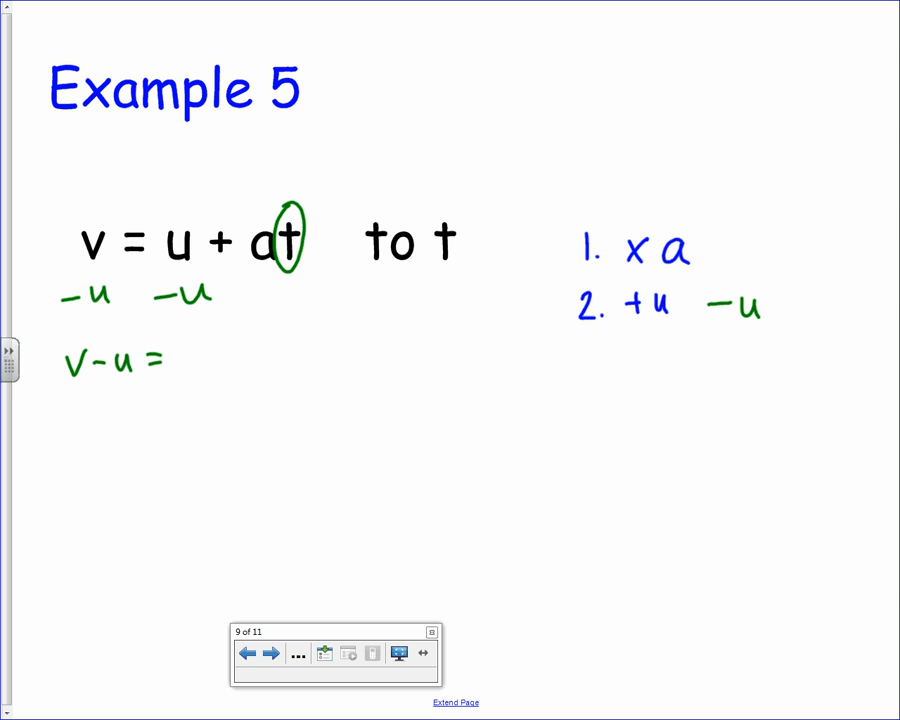 Example 5
v = u + at to t
1. x a
-u -u
2. +u -u
v-u =
9 of 11
...
Extend Page